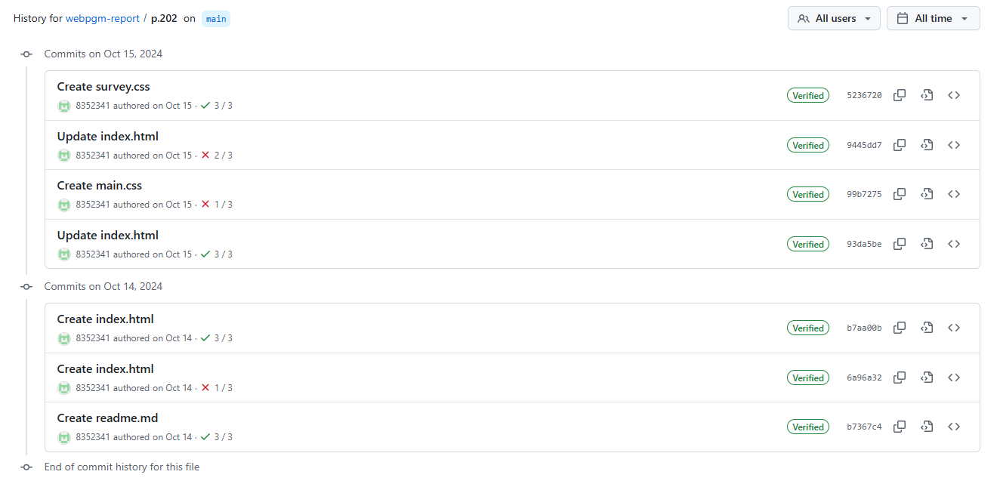 History for webpgm-report / p.202 on main
All users
All time
Commits on Oct 15, 2024
Create survey.css
8352341 authored on Oct 15 · 3 / 3
Verified
5236720
Update index.html
8352341 authored on Oct 15 · 2 / 3
Verified
9445dd7
Create main.css
8352341 authored on Oct 15 · 1 / 3
Verified
99b7275
Update index.html
8352341 authored on Oct 15 · 3 / 3
Verified
93da5be
Commits on Oct 14, 2024
Create index.html
8352341 authored on Oct 14 · 3 / 3
Verified
b7aa00b
Create index.html
8352341 authored on Oct 14 · 1 / 3
Verified
6a96a32
Create readme.md
8352341 authored on Oct 14 · 3 / 3
Verified
b7367c4
End of commit history for this file